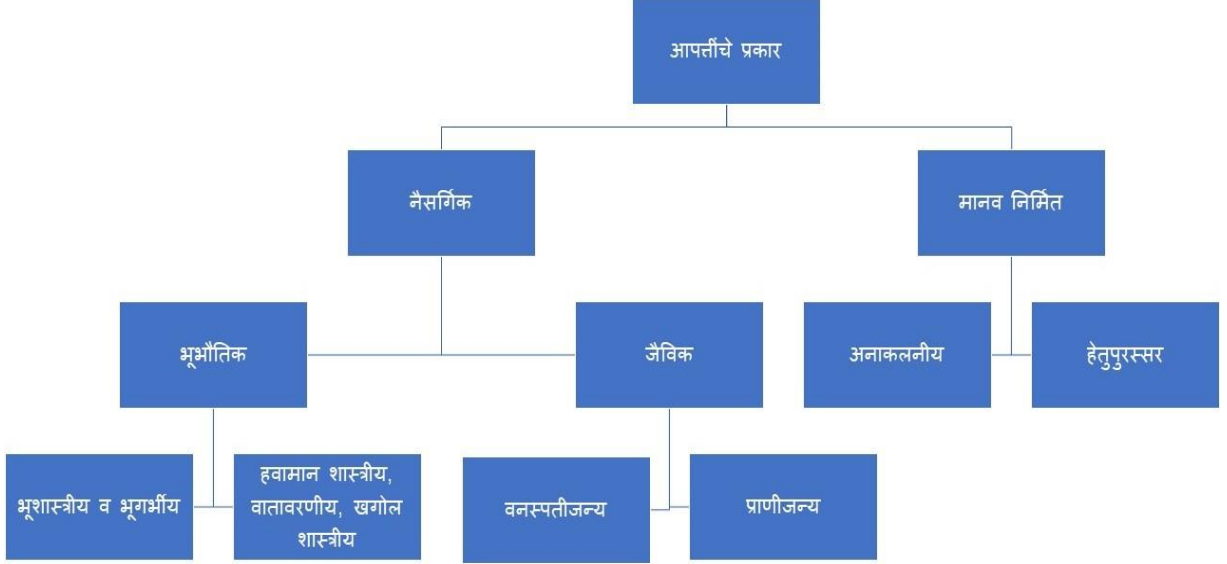 आपत्तींचे प्रकार
नैसर्गिक
मानव निर्मित
भूभौतिक
जैविक
अनाकलनीय
हेतुपुरस्सर
भूशास्त्रीय व भूगर्भीय
हवामान शास्त्रीय,
वातावरणीय, खगोल
शास्त्रीय
वनस्पतीजन्य
प्राणीजन्य